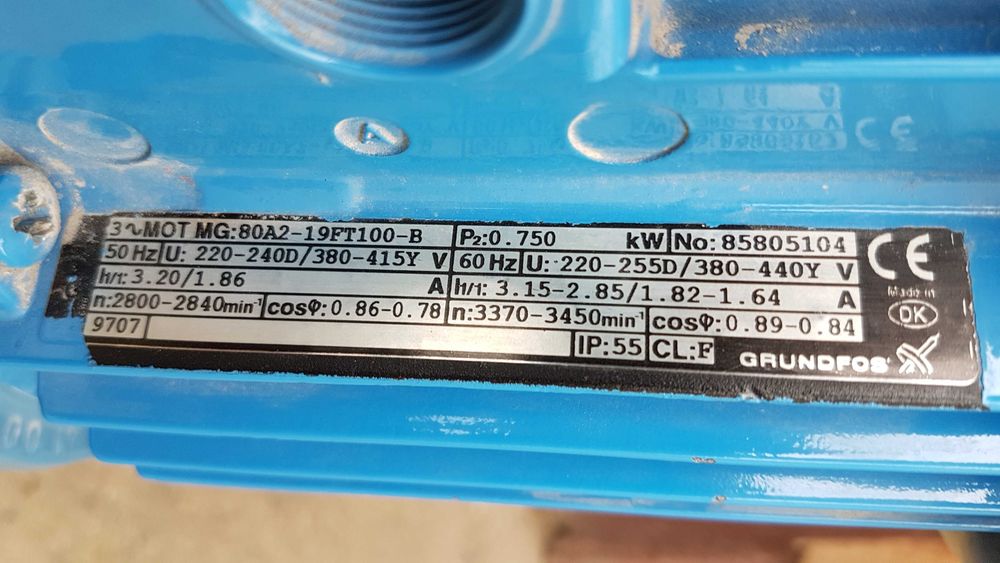 3∿MOT MG:80A2-19FT100-B P₂:0.750 kW No:85805104
50 Hz U: 220-240D/380-415Y V 60 Hz U: 220-255D/380-440Y V
I1/1: 3.20/1.86 A I1/1: 3.15-2.85/1.82-1.64 A
n:2800-2840min⁻¹ cosφ:0.86-0.78 n:3370-3450min⁻¹ cosφ:0.89-0.84
9707 IP:55 CL:F
CE
Made in
DK
GRUNDFOS
CE